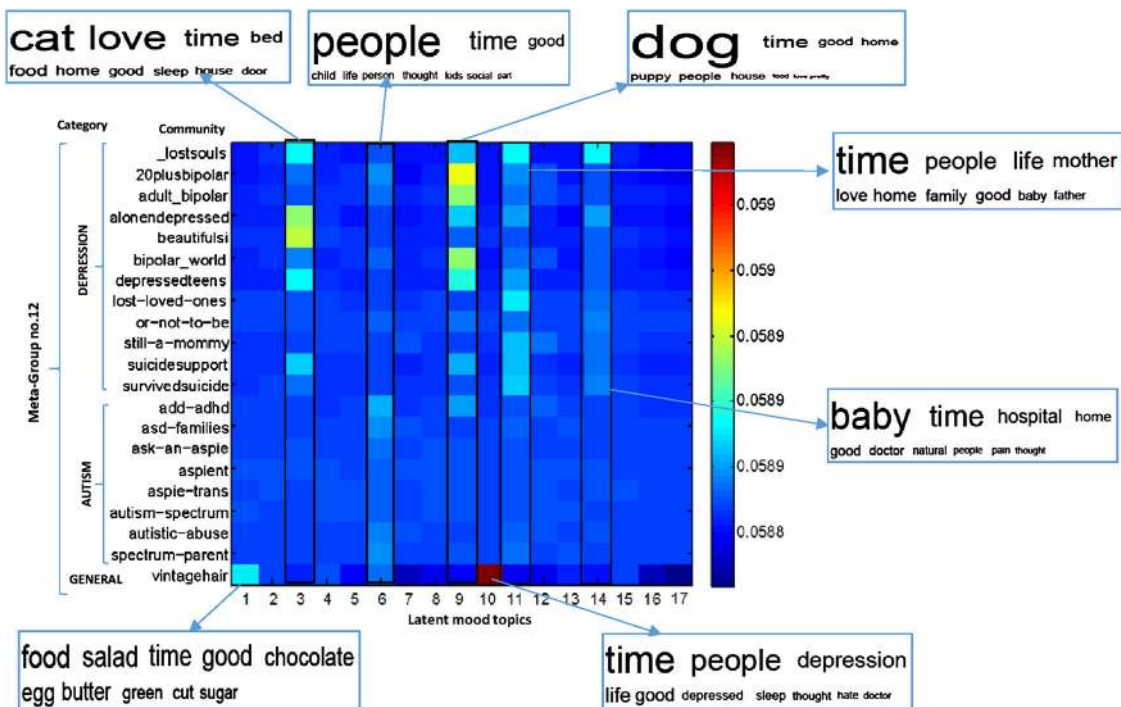 cat love time bed
food home good sleep house door
people time good
child life person thought kids social part
dog time good home
puppy people house food love pretty
Category Community
_lostsouls
20plusbipolar
adult_bipolar
alonendepressed
beautifulsi
bipolar_world
depressedteens
lost-loved-ones
or-not-to-be
still-a-mommy
suicidesupport
survivedsuicide
add-adhd
asd-families
ask-an-aspie
aspient
aspie-trans
autism-spectrum
autistic-abuse
spectrum-parent
GENERAL vintagehair
Meta-Group no.12
DEPRESSION
AUTISM
1 2 3 4 5 6 7 8 9 10 11 12 13 14 15 16 17
Latent mood topics
0.059
0.059
0.0589
0.0589
0.0589
0.0588
time people life mother
love home family good baby father
baby time hospital home
good doctor natural people pain thought
food salad time good chocolate
egg butter green cut sugar
time people depression
life good depressed sleep thought hate doctor